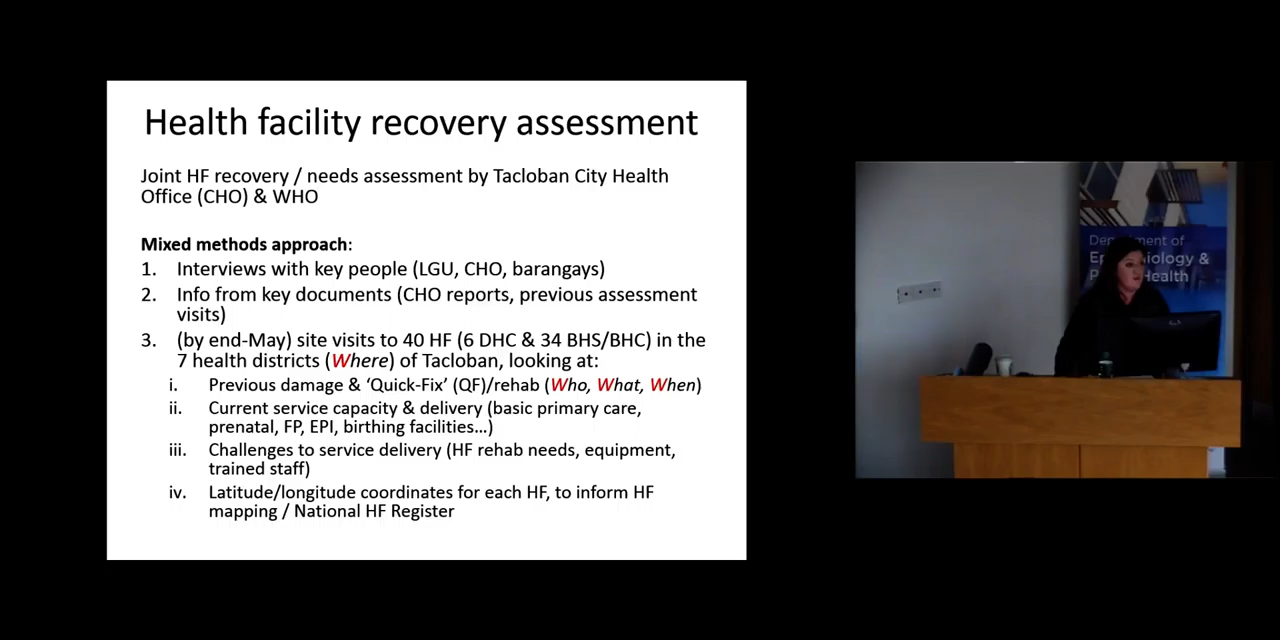 Health facility recovery assessment
Joint HF recovery / needs assessment by Tacloban City Health
Office (CHO) & WHO
Mixed methods approach:
1. Interviews with key people (LGU, CHO, barangays)
2. Info from key documents (CHO reports, previous assessment
visits)
3. (by end-May) site visits to 40 HF (6 DHC & 34 BHS/BHC) in the
7 health districts (Where) of Tacloban, looking at:
i. Previous damage & ‘Quick-Fix’ (QF)/rehab (Who, What, When)
ii. Current service capacity & delivery (basic primary care,
prenatal, FP, EPI, birthing facilities…)
iii. Challenges to service delivery (HF rehab needs, equipment,
trained staff)
iv. Latitude/longitude coordinates for each HF, to inform HF
mapping / National HF Register
of
&
Health